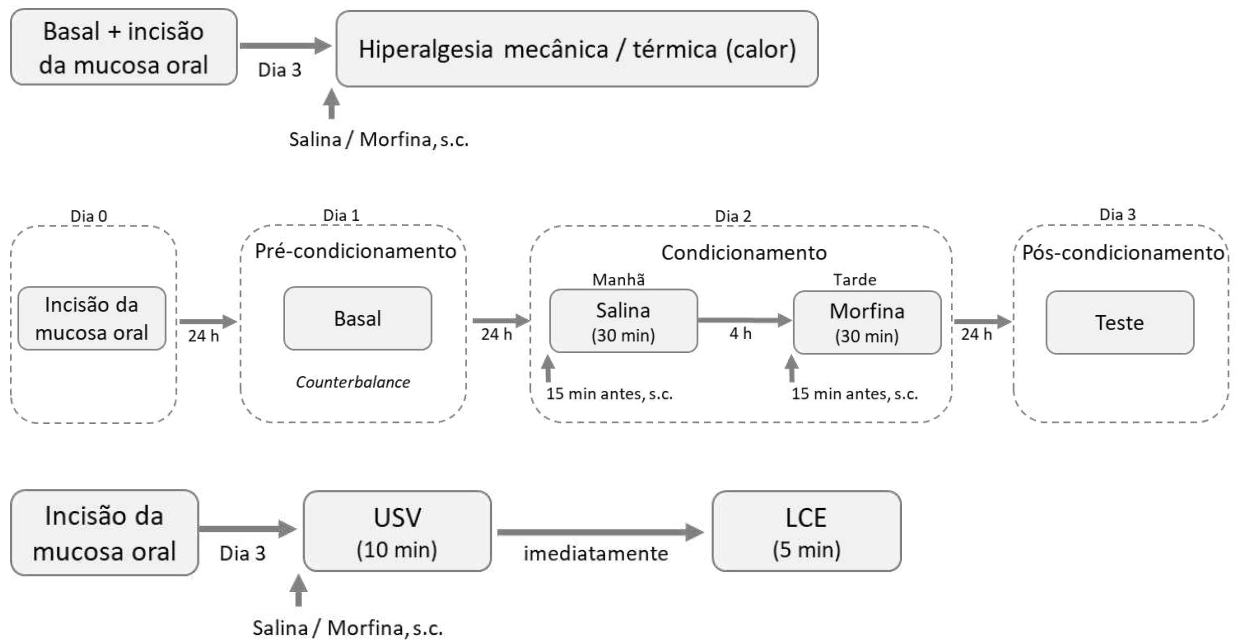 Basal + incisão
da mucosa oral
Dia 3
Hiperalgesia mecânica / térmica (calor)
Salina / Morfina, s.c.
Dia 0
Incisão da
mucosa oral
24 h
Dia 1
Pré-condicionamento
Basal
Counterbalance
24 h
Dia 2
Condicionamento
Manhã
Salina
(30 min)
15 min antes, s.c.
4 h
Tarde
Morfina
(30 min)
15 min antes, s.c.
24 h
Dia 3
Pós-condicionamento
Teste
Incisão da
mucosa oral
Dia 3
USV
(10 min)
Salina / Morfina, s.c.
imediatamente
LCE
(5 min)